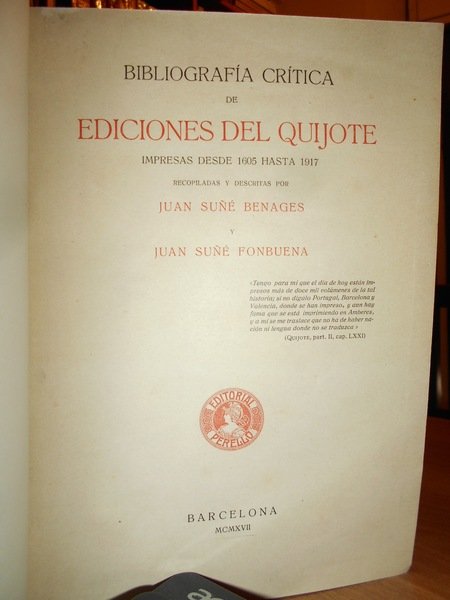 BIBLIOGRAFÍA CRÍTICA
DE
EDICIONES DEL QUIJOTE
IMPRESAS DESDE 1605 HASTA 1917
RECOPILADAS Y DESCRITAS POR
JUAN SUÑÉ BENAGES
Y
JUAN SUÑÉ FONBUENA
«Tengo para mí que el día de hoy están im-
presos más de doce mil volúmenes de la tal
historia; si no dígalo Portugal, Barcelona y
Valencia, donde se han impreso, y aun hay
fama que se está imprimiendo en Amberes,
y a mí se me trasluce que no ha de haber na-
ción ni lengua donde no se traduzca »
(QUIJOTE, part. II, cap. LXXI)
EDITORIAL
PERELLÓ
BARCELONA
MCMXVII